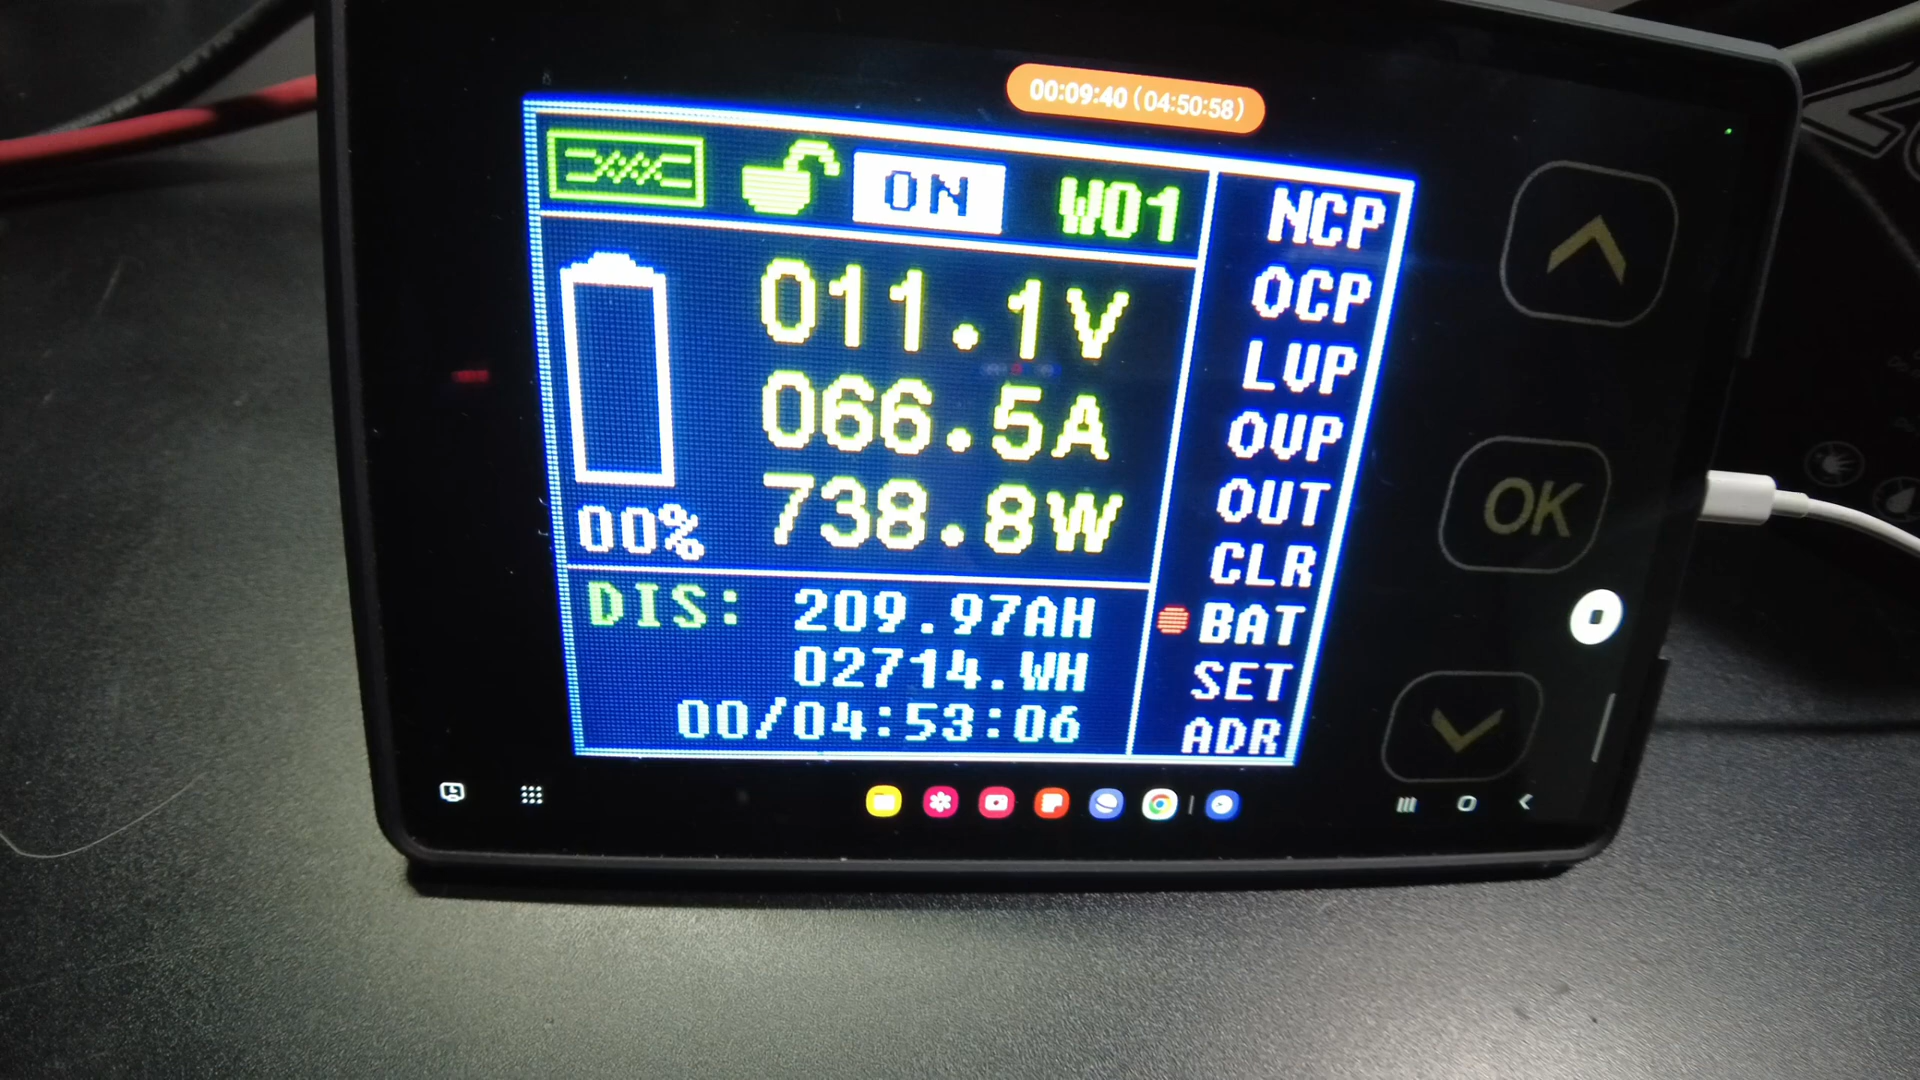 00:09:40 (04:50:58)
ON W01
011.1V
066.5A
738.8W
00%
DIS: 209.97AH
02714.WH
00/04:53:06
NCP
OCP
LVP
OVP
OUT
CLR
BAT
SET
ADR
OK